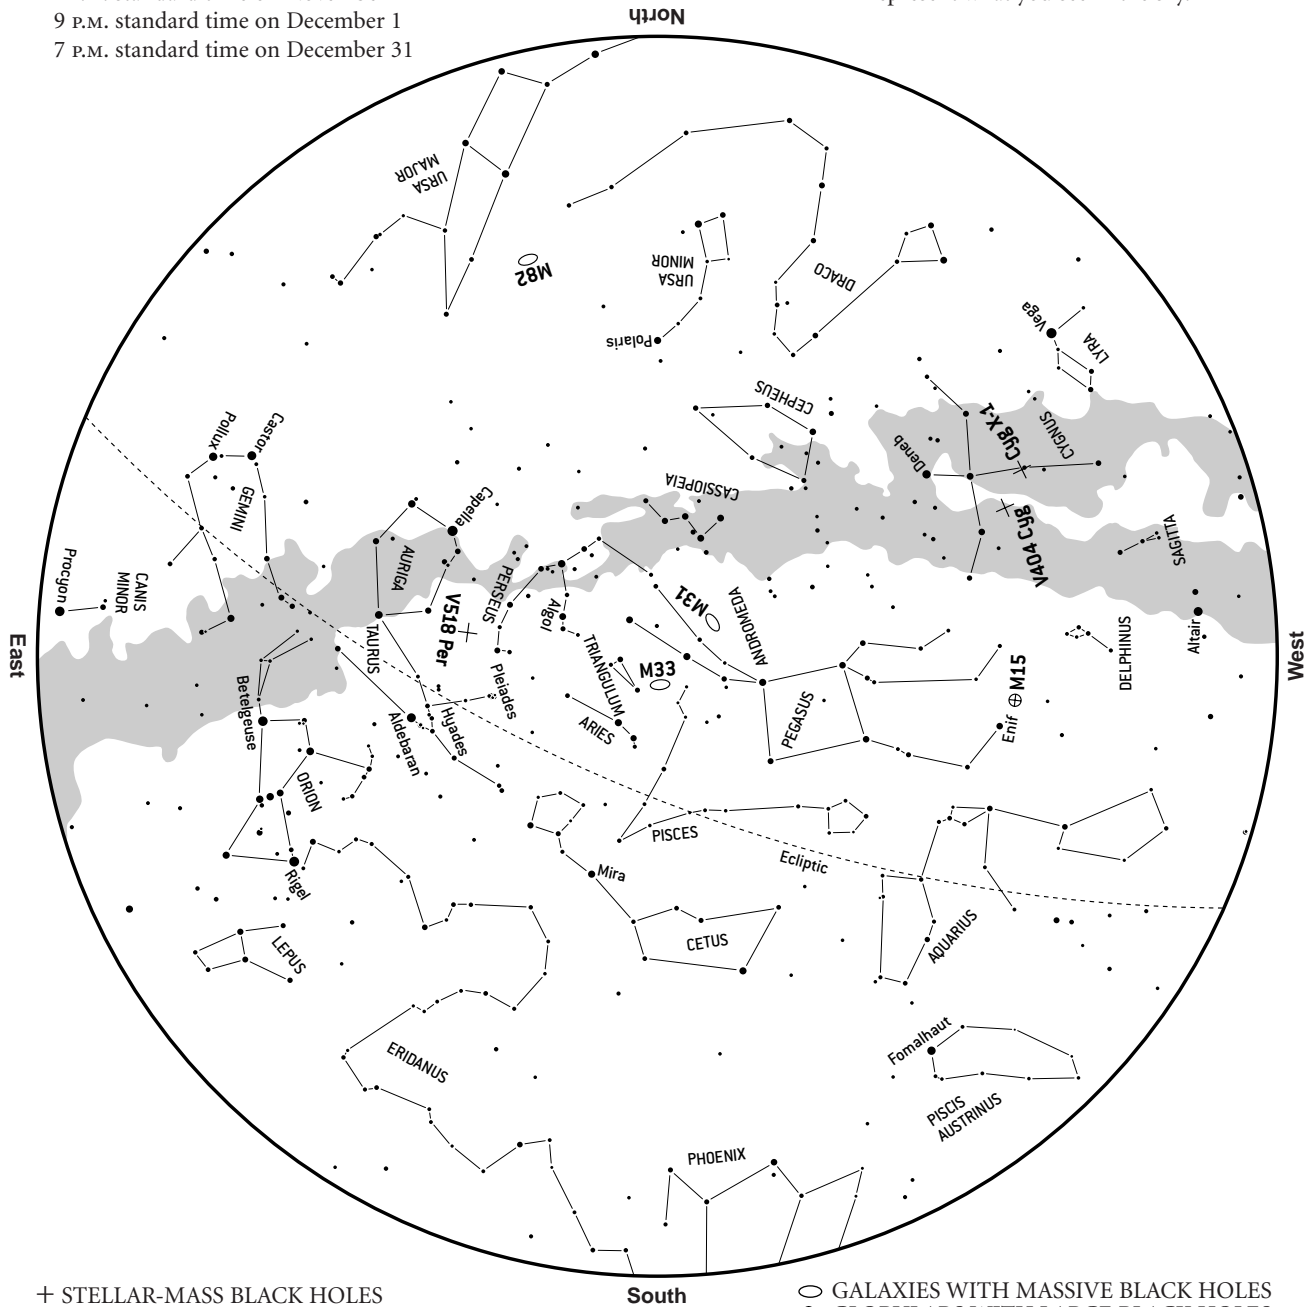 9 P.M. standard time on December 1
7 P.M. standard time on December 31
North
URSA
MAJOR
M82
URSA
MINOR
DRACO
Polaris
Vega
LYRA
CEPHEUS
Cyg X-1
CYGNUS
Deneb
Pollux
Castor
GEMINI
CASSIOPEIA
Capella
V404 Cyg
SAGITTA
AURIGA
Procyon
CANIS
MINOR
PERSEUS
Algol
M31
ANDROMEDA
V518 Per
TAURUS
TRIANGULUM
M33
DELPHINUS
Altair
East
West
Betelgeuse
Pleiades
M15
Enif
PEGASUS
ARIES
Aldebaran
Hyades
ORION
PISCES
Ecliptic
Rigel
Mira
CETUS
AQUARIUS
LEPUS
ERIDANUS
Fomalhaut
PISCIS
AUSTRINUS
PHOENIX
South
+ STELLAR-MASS BLACK HOLES
GALAXIES WITH MASSIVE BLACK HOLES